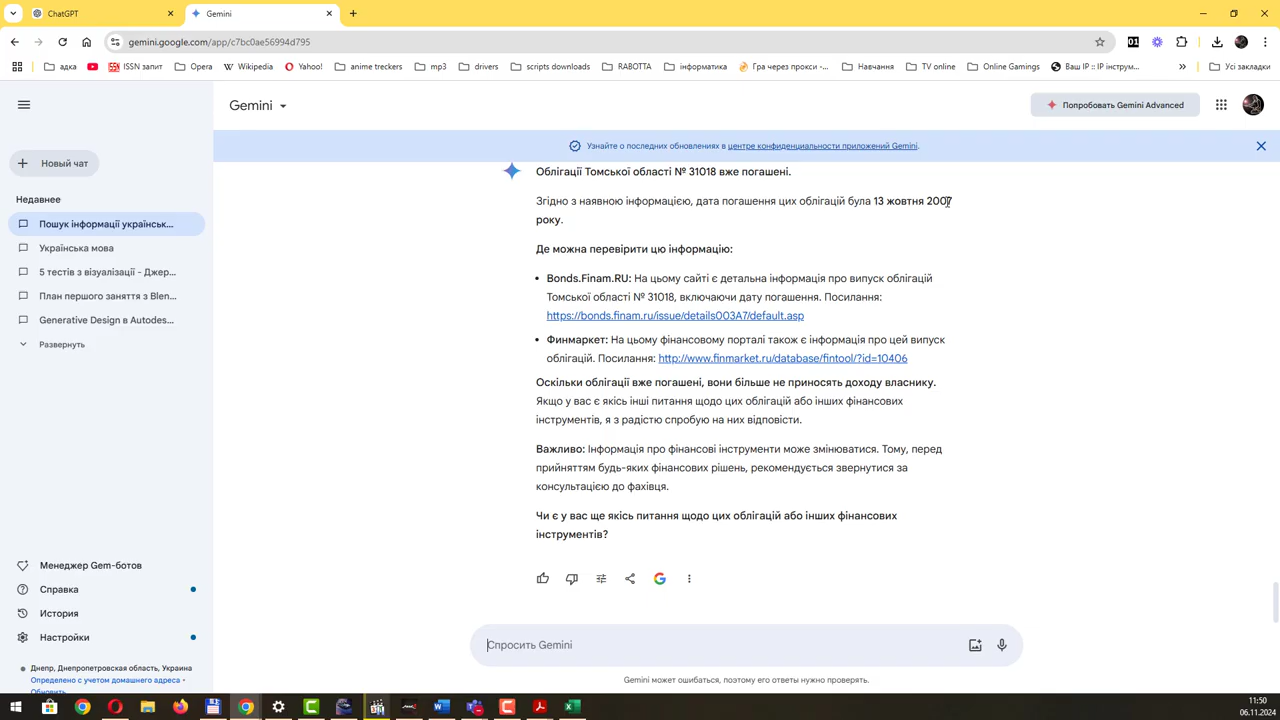 ChatGPT
Gemini
gemini.google.com/app/c7bc0ae56994d795
адка
ISSN запит
Opera
Wikipedia
Yahoo!
anime treckers
mp3
drivers
scripts downloads
RABOTTA
інформатика
Гра через прокси -...
Навчання
TV online
Online Gamings
Ваш IP :: IP інструм...
Усі закладки
Gemini
Попробовать Gemini Advanced
Узнайте о последних обновлениях в центре конфиденциальности приложений Gemini.
Новый чат
Недавнее
Пошук інформації українськ...
Українська мова
5 тестів з візуалізації - Джер...
План першого заняття з Blen...
Generative Design в Autodes...
Развернуть
Облігації Томської області № 31018 вже погашені.
Згідно з наявною інформацією, дата погашення цих облігацій була 13 жовтня 2007
року.
Де можна перевірити цю інформацію:
• Bonds.Finam.RU: На цьому сайті є детальна інформація про випуск облігацій
Томської області № 31018, включаючи дату погашення. Посилання:
https://bonds.finam.ru/issue/details003A7/default.asp
• Финмаркет: На цьому фінансовому порталі також є інформація про цей випуск
облігацій. Посилання: http://www.finmarket.ru/database/fintool/?id=10406
Оскільки облігації вже погашені, вони більше не приносять доходу власнику.
Якщо у вас є якісь інші питання щодо цих облігацій або інших фінансових
інструментів, я з радістю спробую на них відповісти.
Важливо: Інформація про фінансові інструменти може змінюватися. Тому, перед
прийняттям будь-яких фінансових рішень, рекомендується звернутися за
консультацією до фахівця.
Чи є у вас ще якісь питання щодо цих облігацій або інших фінансових
інструментів?
Менеджер Gem-ботов
Справка
История
Настройки
Днепр, Днепропетровская область, Украина
Определено с учетом домашнего адреса •
Обновить
Спросить Gemini
Gemini может ошибаться, поэтому его ответы нужно проверять.
11:50
06.11.2024